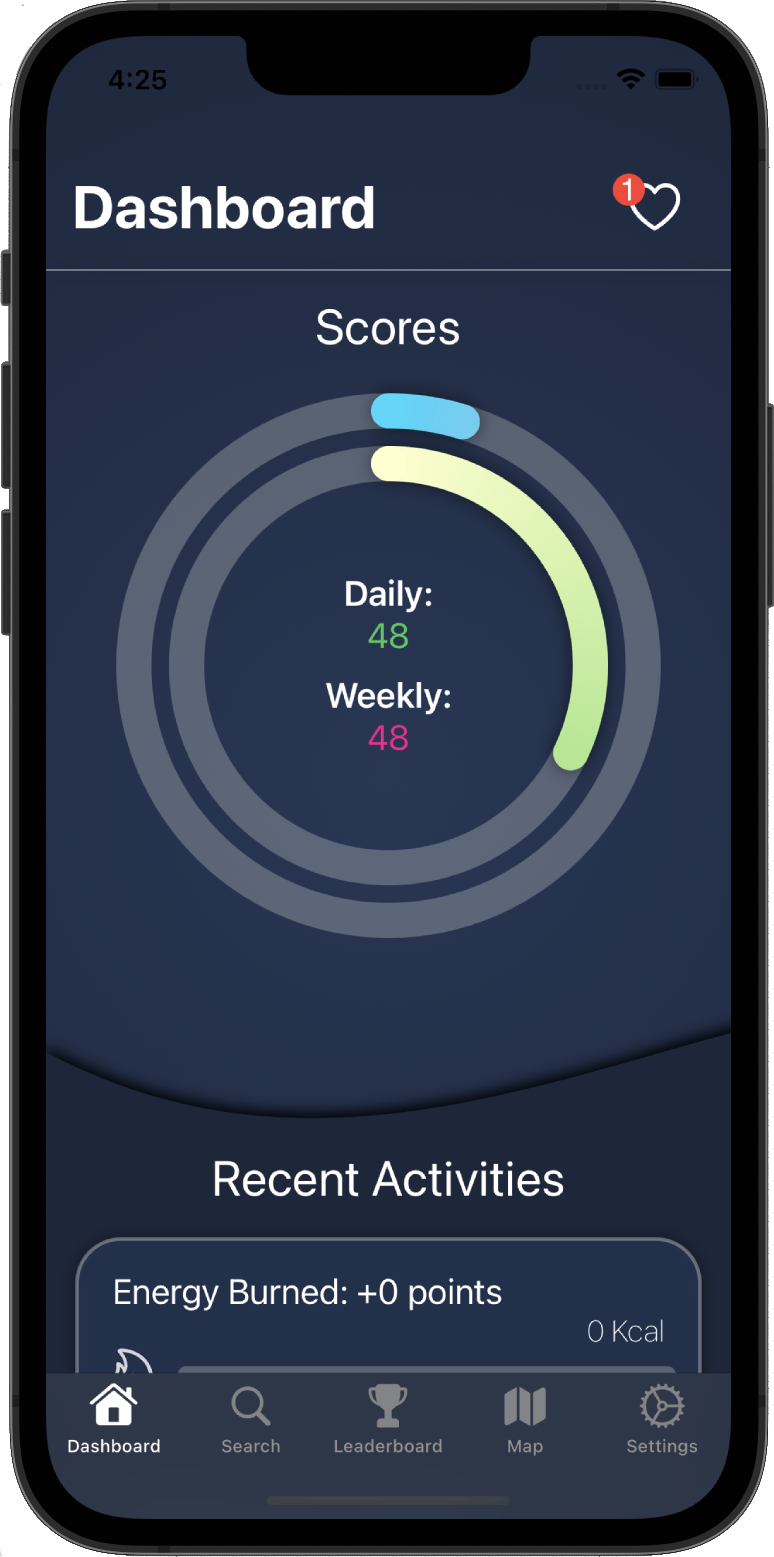 4:25
Dashboard
1
Scores
Daily:
48
Weekly:
48
Recent Activities
Energy Burned: +0 points
0 Kcal
Dashboard
Search
Leaderboard
Map
Settings